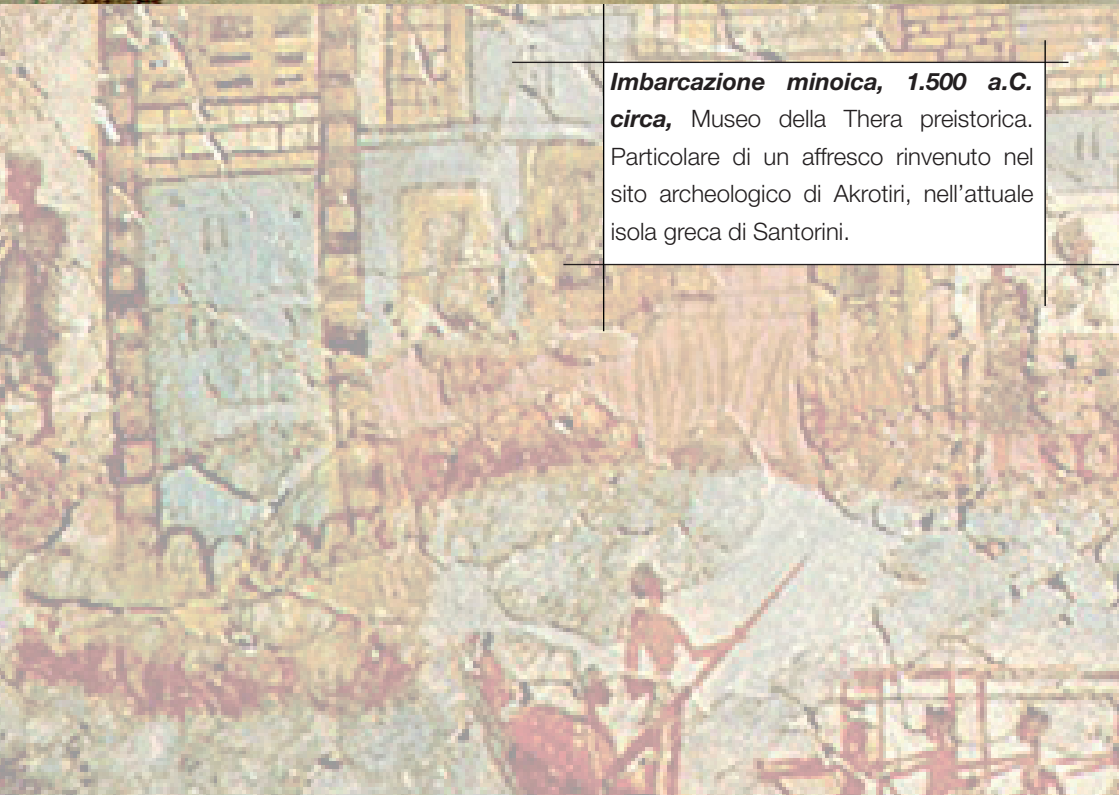 Imbarcazione minoica, 1.500 a.C.
circa, Museo della Thera preistorica.
Particolare di un affresco rinvenuto nel
sito archeologico di Akrotiri, nell'attuale
isola greca di Santorini.